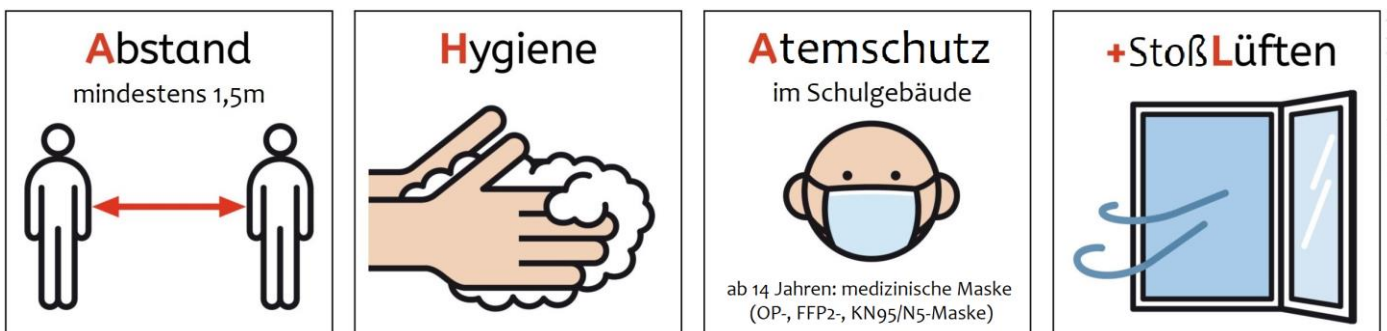 Abstand
mindestens 1,5m
Hygiene
Atemschutz
im Schulgebäude
ab 14 Jahren: medizinische Maske
(OP-, FFP2-, KN95/N5-Maske)
+StoßLüften